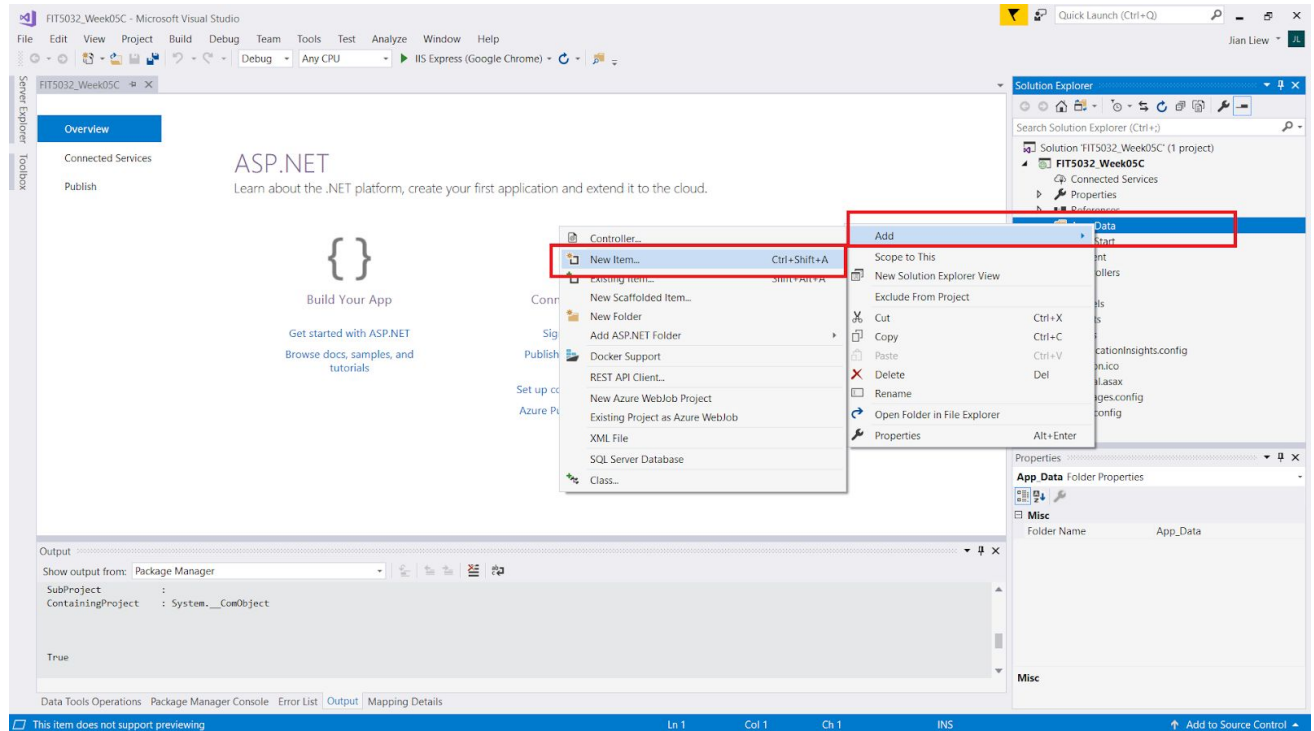 FIT5032_Week05C - Microsoft Visual Studio
Quick Launch (Ctrl+Q)
File Edit View Project Build Debug Team Tools Test Analyze Window Help
Jian Liew JL
Debug Any CPU IIS Express (Google Chrome)
Server Explorer
Toolbox
FIT5032_Week05C
Overview
Connected Services
Publish
ASP.NET
Learn about the .NET platform, create your first application and extend it to the cloud.
{ }
Build Your App
Get started with ASP.NET
Browse docs, samples, and
tutorials
Conn
Sig
Publish
Set up co
Azure Pu
Controller...
New Item... Ctrl+Shift+A
Existing Item... Shift+Alt+A
New Scaffolded Item...
New Folder
Add ASP.NET Folder
Docker Support
REST API Client...
New Azure WebJob Project
Existing Project as Azure WebJob
XML File
SQL Server Database
Class...
Add
Scope to This
New Solution Explorer View
Exclude From Project
Cut Ctrl+X
Copy Ctrl+C
Paste Ctrl+V
Delete Del
Rename
Open Folder in File Explorer
Properties Alt+Enter
Solution Explorer
Search Solution Explorer (Ctrl+;)
Solution 'FIT5032_Week05C' (1 project)
FIT5032_Week05C
Connected Services
Properties
References
App_Data
Start
ent
ollers
els
ts
cationInsights.config
on.ico
al.asax
ages.config
config
Properties
App_Data Folder Properties
Misc
Folder Name App_Data
Misc
Output
Show output from: Package Manager
SubProject :
ContainingProject : System.__ComObject
True
Data Tools Operations Package Manager Console Error List Output Mapping Details
This item does not support previewing Ln 1 Col 1 Ch 1 INS Add to Source Control